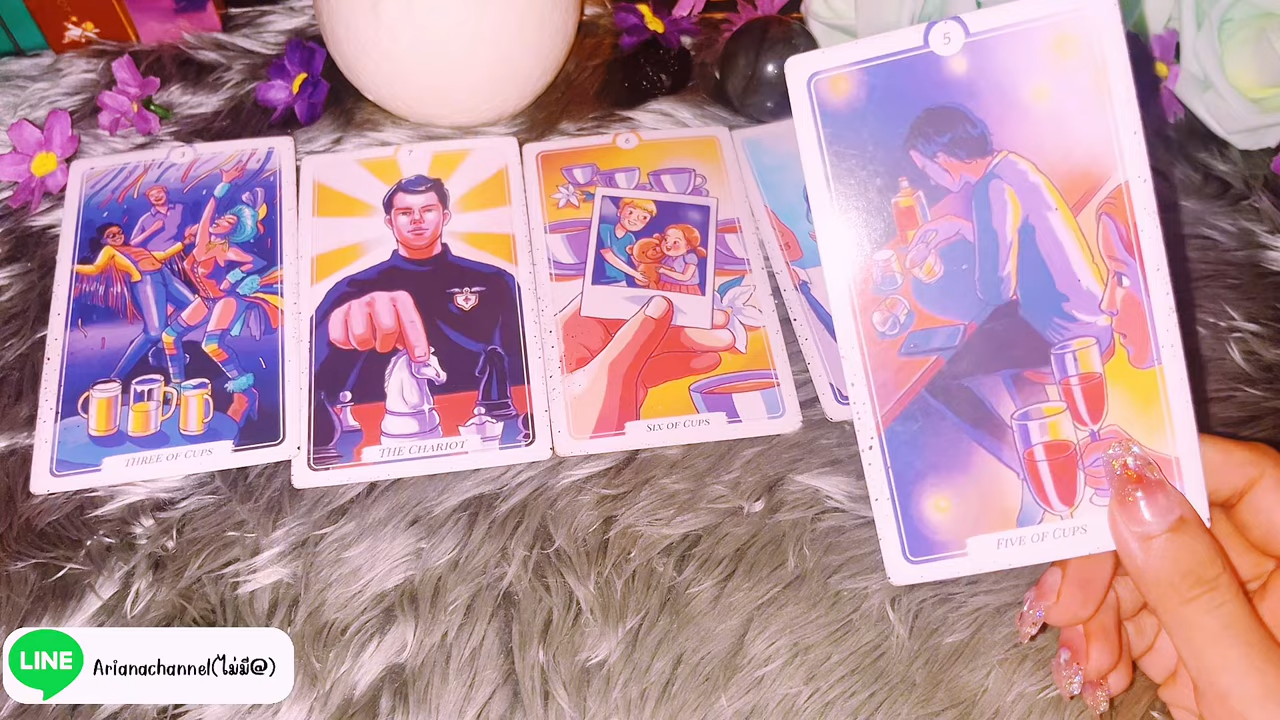 5
7
6
5
THREE OF CUPS
THE CHARIOT
SIX OF CUPS
FIVE OF CUPS
LINE
Arianachannel(ไม่มี@)